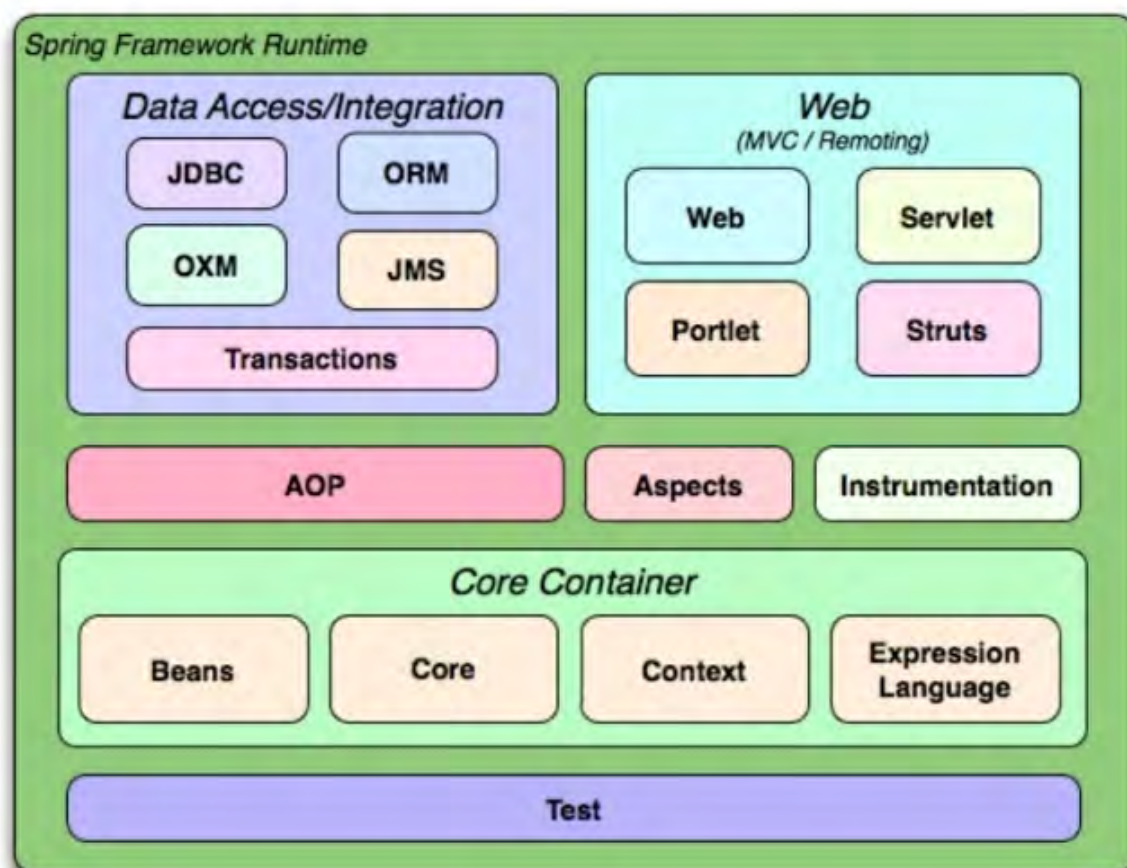 Spring Framework Runtime
Data Access/Integration
JDBC
ORM
OXM
JMS
Transactions
Web
(MVC / Remoting)
Web
Servlet
Portlet
Struts
AOP
Aspects
Instrumentation
Core Container
Beans
Core
Context
Expression
Language
Test